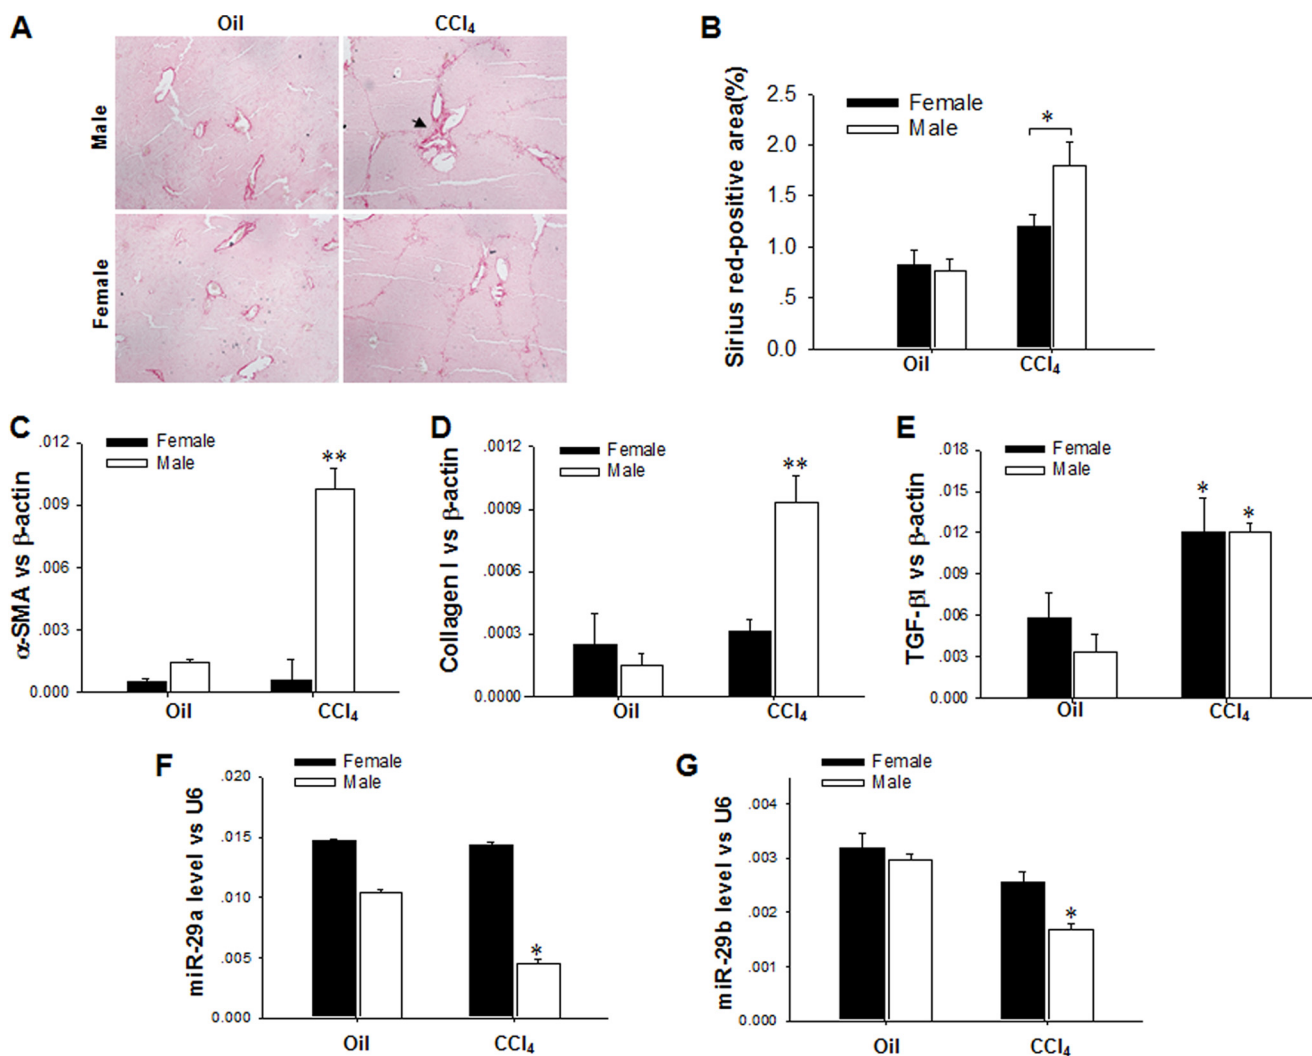 A
Oil
CCl₄
Male
Female
B
Sirius red-positive area(%)
2.5
2.0
1.5
1.0
.5
0.0
Female
Male
*
Oil
CCl₄
C
α-SMA vs β-actin
.012
.009
.006
.003
0.000
Female
Male
**
Oil
CCl₄
D
Collagen I vs β-actin
.0012
.0009
.0006
.0003
0.0000
Female
Male
**
Oil
CCl₄
E
TGF-β1 vs β-actin
.018
.015
.012
.009
.006
.003
0.000
Female
Male
*
*
Oil
CCl₄
F
miR-29a level vs U6
.020
.015
.010
.005
0.000
Female
Male
*
Oil
CCl₄
G
miR-29b level vs U6
.004
.003
.002
.001
0.000
Female
Male
*
Oil
CCl₄